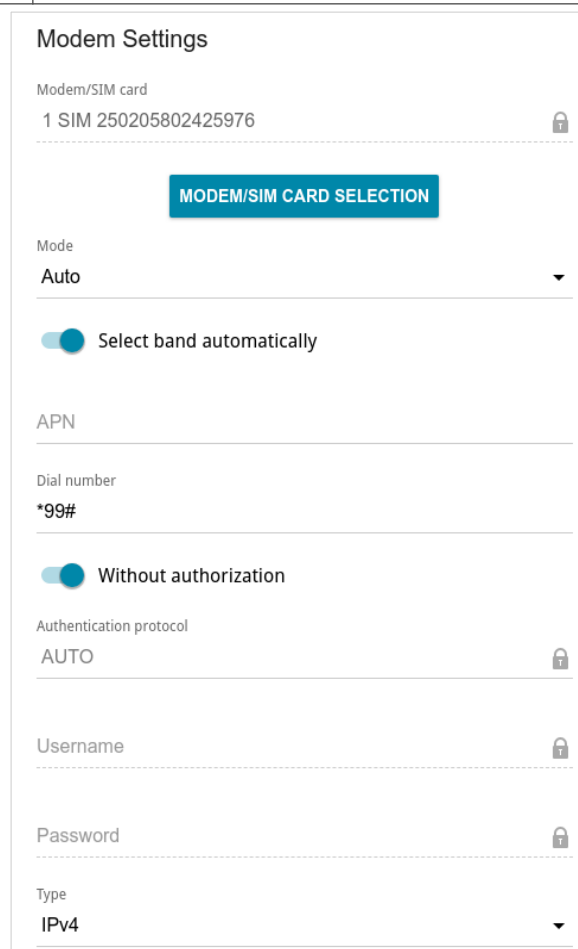 Modem Settings
Modem/SIM card
1 SIM 250205802425976
MODEM/SIM CARD SELECTION
Mode
Auto
Select band automatically
APN
Dial number
*99#
Without authorization
Authentication protocol
AUTO
Username
Password
Type
IPv4